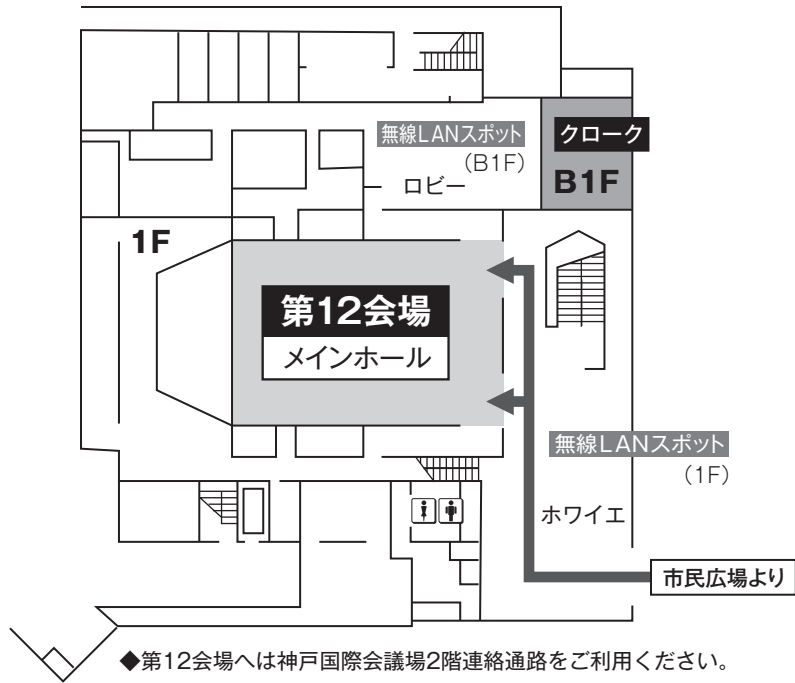 無線LANスポット
(B1F)
クローク
B1F
ロビー
1F
第12会場
メインホール
無線LANスポット
(1F)
ホワイエ
市民広場より
◆第12会場へは神戸国際会議場2階連絡通路をご利用ください。